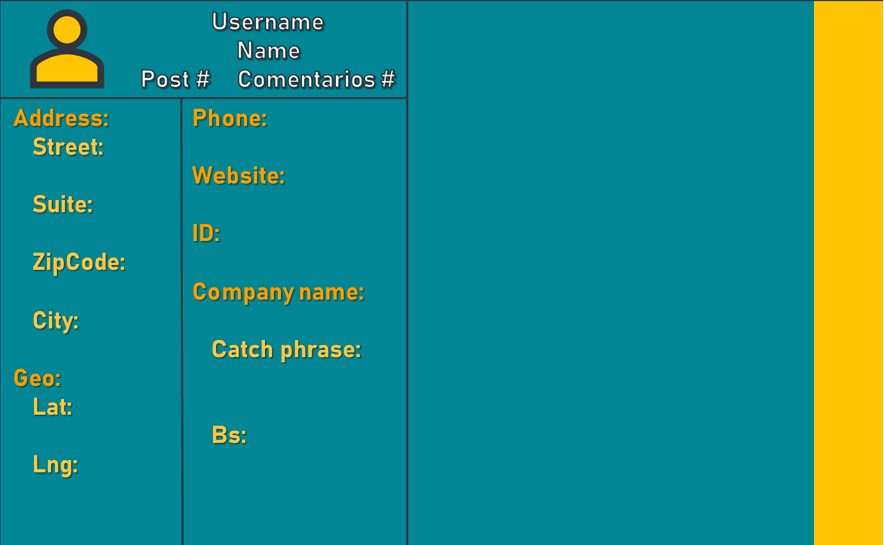 Username
Name
Post # Comentarios #
Address:
Street:
Suite:
ZipCode:
City:
Geo:
Lat:
Lng:
Phone:
Website:
ID:
Company name:
Catch phrase:
Bs: